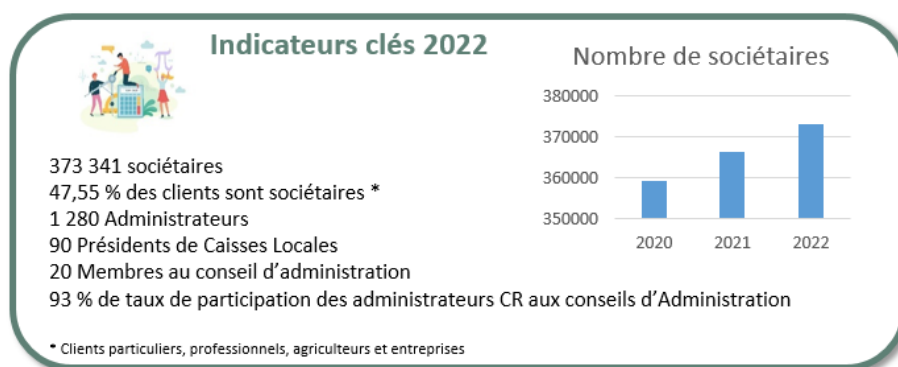 Indicateurs clés 2022
373 341 sociétaires
47,55 % des clients sont sociétaires *
1 280 Administrateurs
90 Présidents de Caisses Locales
20 Membres au conseil d'administration
93 % de taux de participation des administrateurs CR aux conseils d'Administration
* Clients particuliers, professionnels, agriculteurs et entreprises
Nombre de sociétaires
380000
370000
360000
350000
2020 2021 2022